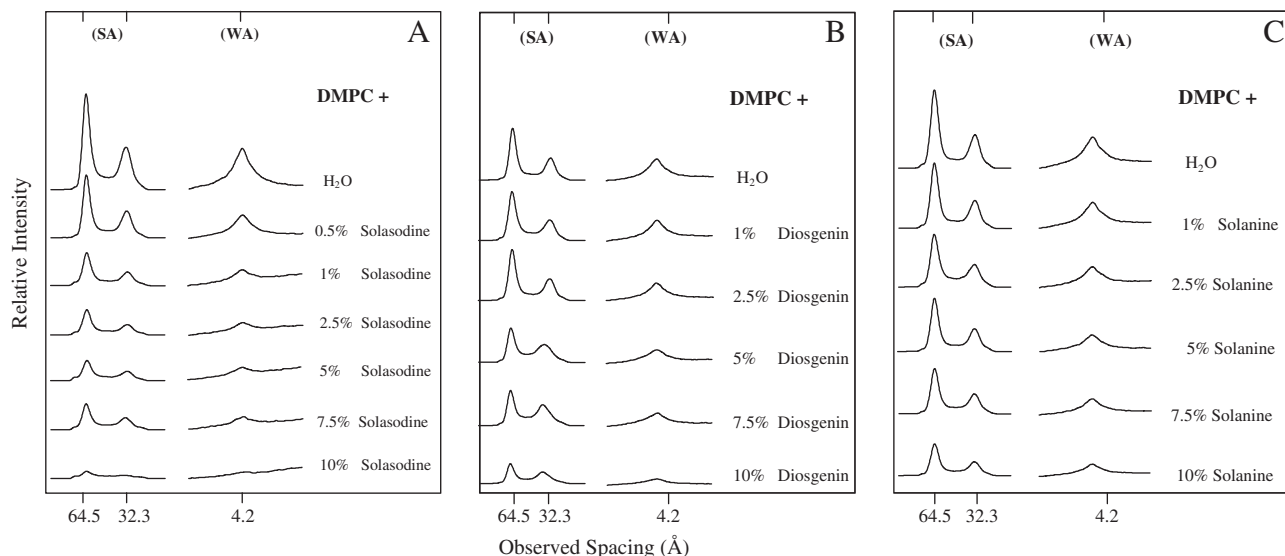 Relative Intensity
A
(SA) (WA)
DMPC +
H2O
0.5% Solasodine
1% Solasodine
2.5% Solasodine
5% Solasodine
7.5% Solasodine
10% Solasodine
64.5 32.3 4.2
B
(SA) (WA)
DMPC +
H2O
1% Diosgenin
2.5% Diosgenin
5% Diosgenin
7.5% Diosgenin
10% Diosgenin
64.5 32.3 4.2
C
(SA) (WA)
DMPC +
H2O
1% Solanine
2.5% Solanine
5% Solanine
7.5% Solanine
10% Solanine
64.5 32.3 4.2
Observed Spacing (Å)